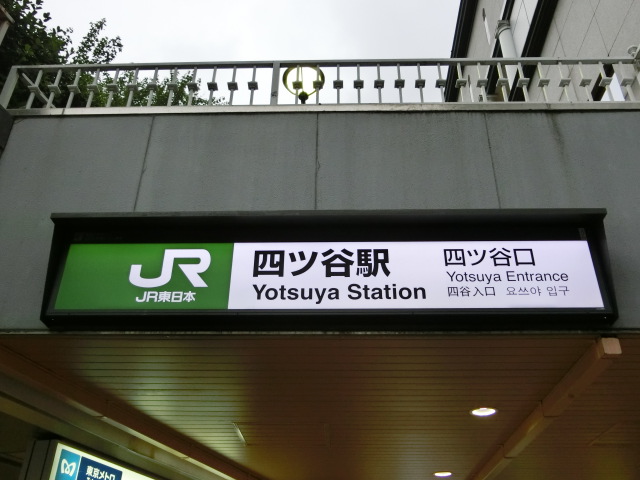 JR
JR東日本
四ツ谷駅
Yotsuya Station
四ツ谷口
Yotsuya Entrance
四谷入口 요쓰야 입구
東京メトロ